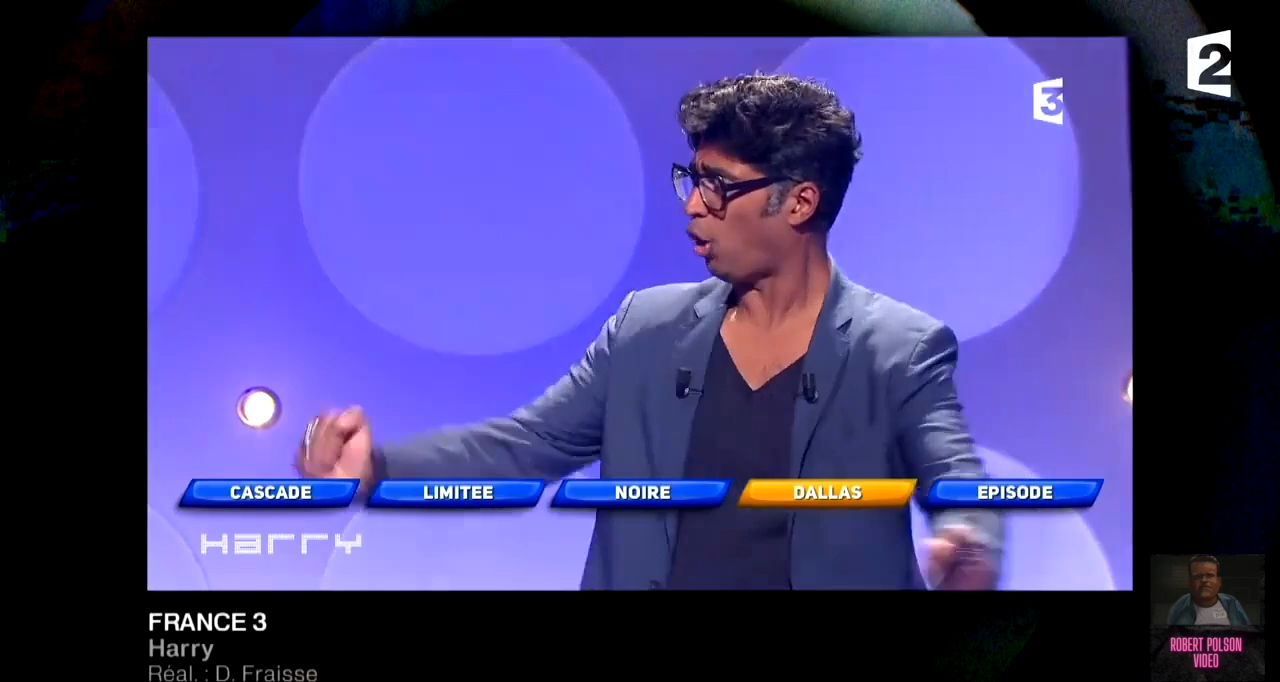 2
3
CASCADE LIMITEE NOIRE DALLAS EPISODE
Harry
FRANCE 3
Harry
Réal. : D. Fraisse
ROBERT POLSON
VIDEO